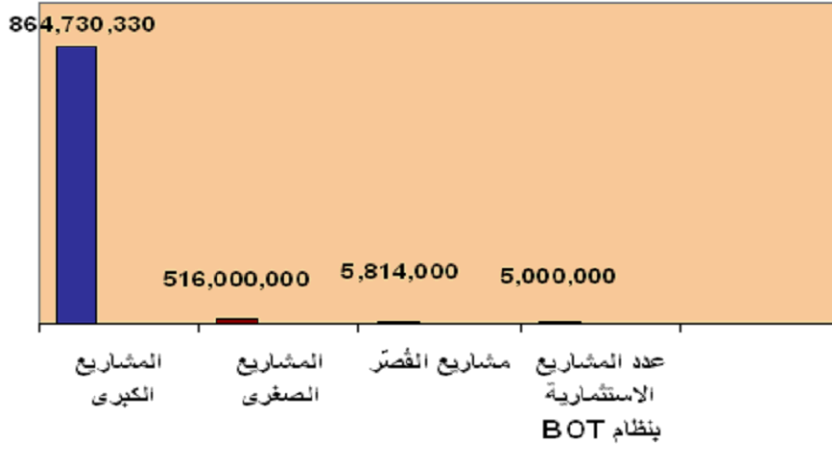 864,730,330
516,000,000
5,814,000
5,000,000
المشاريع
الكبرى
المشاريع
الصغرى
مشاريع القُصّر
عدد المشاريع
الاستثمارية
بنظام BOT